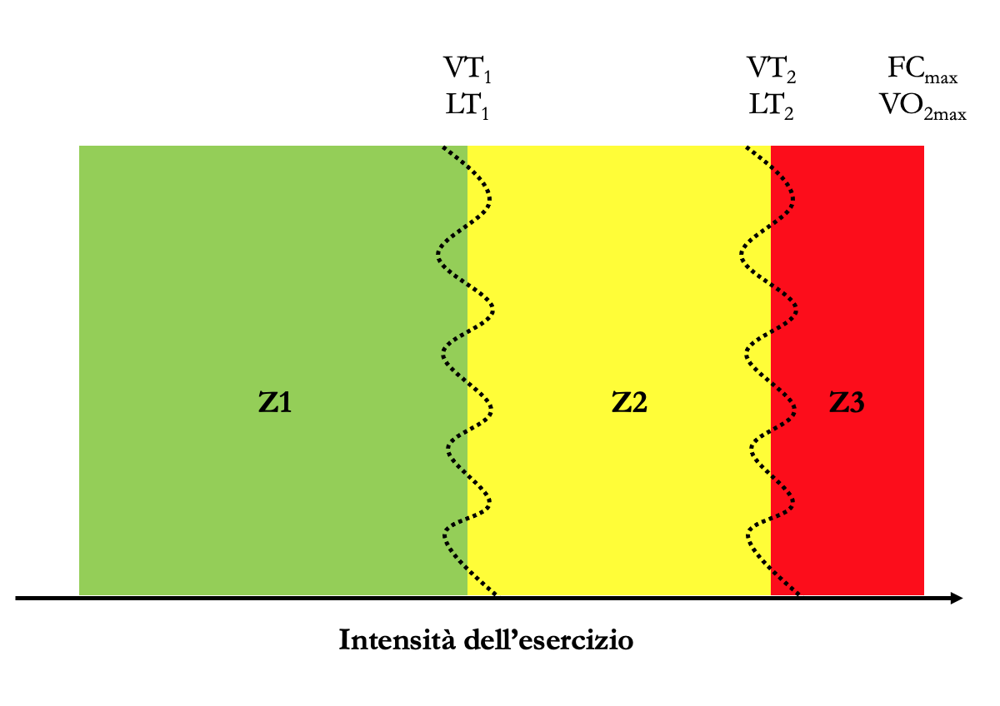 VT₁ VT₂ FCmax
LT₁ LT₂ VO₂max
Z1 Z2 Z3
Intensità dell’esercizio